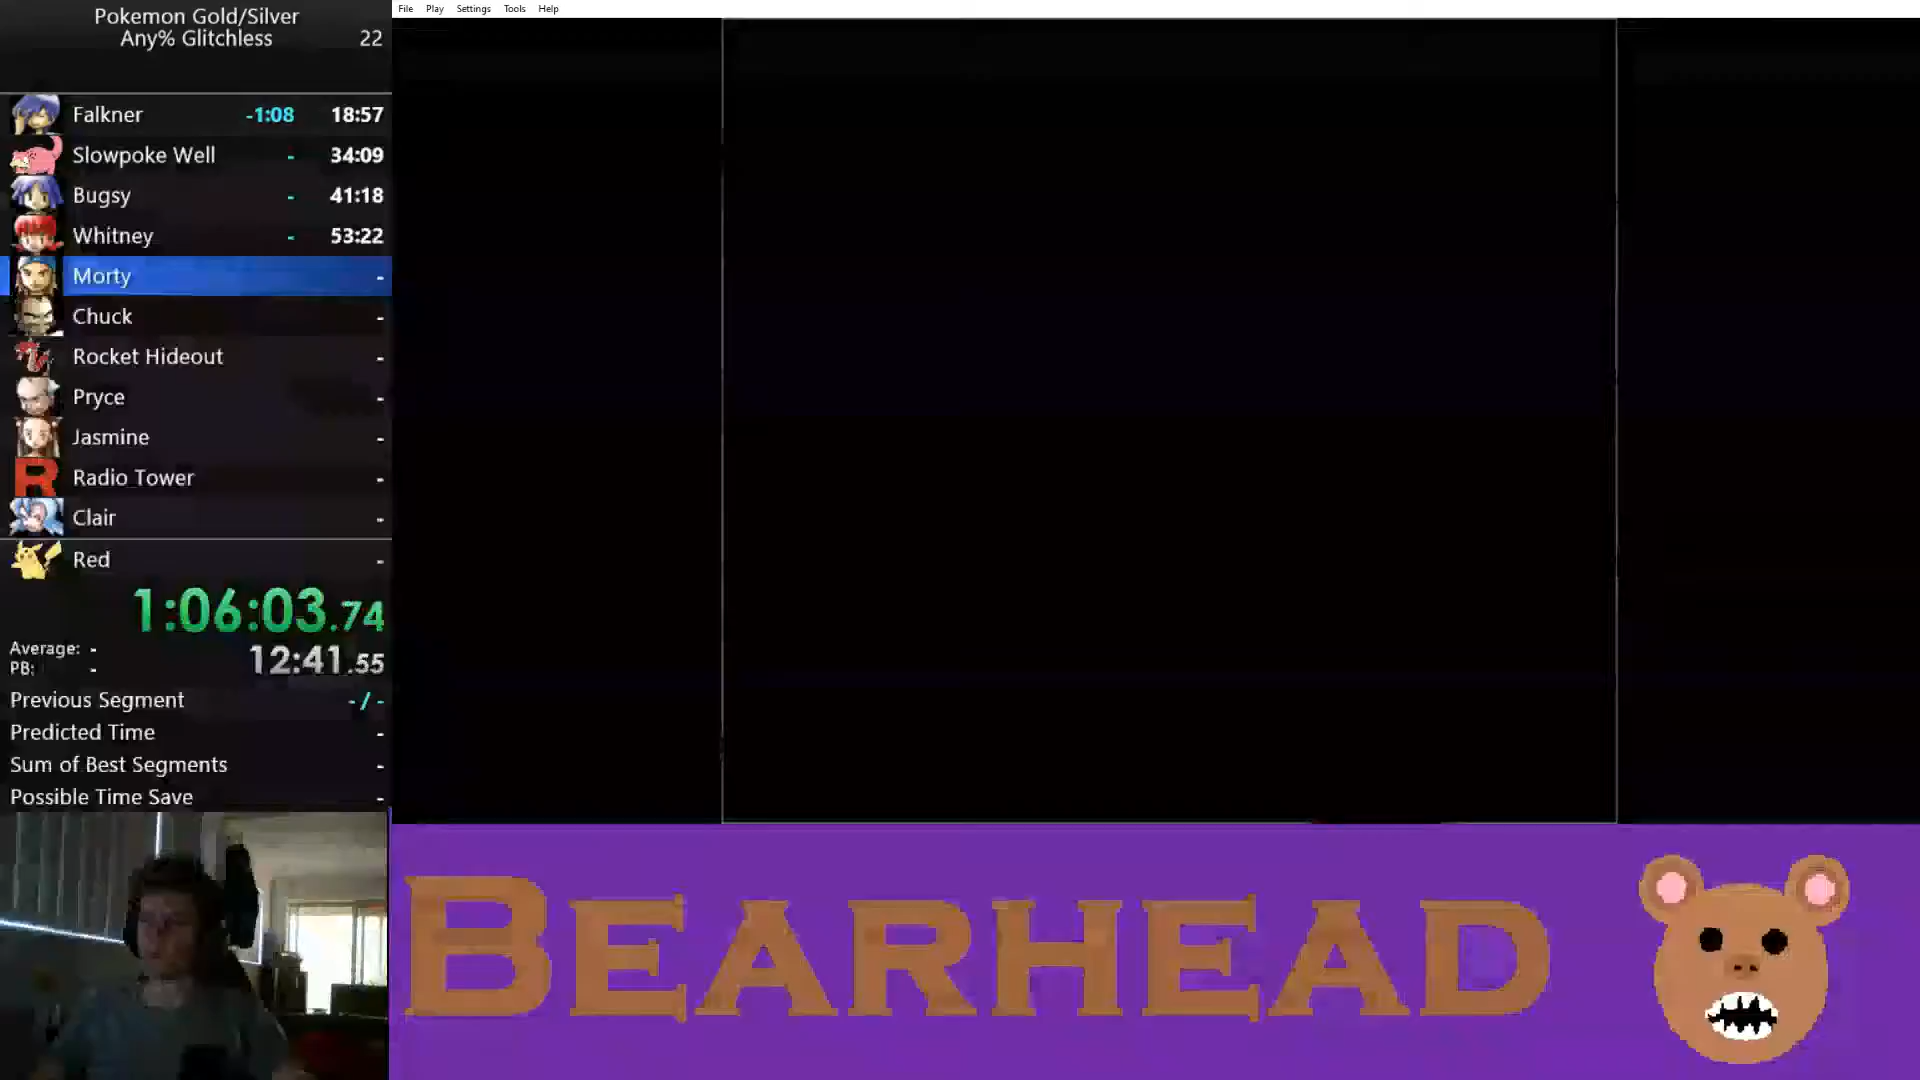 File Play Settings Tools Help
Pokemon Gold/Silver
Any% Glitchless 22
Falkner -1:08 18:57
Slowpoke Well - 34:09
Bugsy - 41:18
Whitney - 53:22
Morty -
Chuck -
Rocket Hideout -
Pryce -
Jasmine -
R
Radio Tower -
Clair -
Red -
1:06:03.74
Average: -
12:41.55
PB: -
Previous Segment - / -
Predicted Time -
Sum of Best Segments -
Possible Time Save -
BEARHEAD